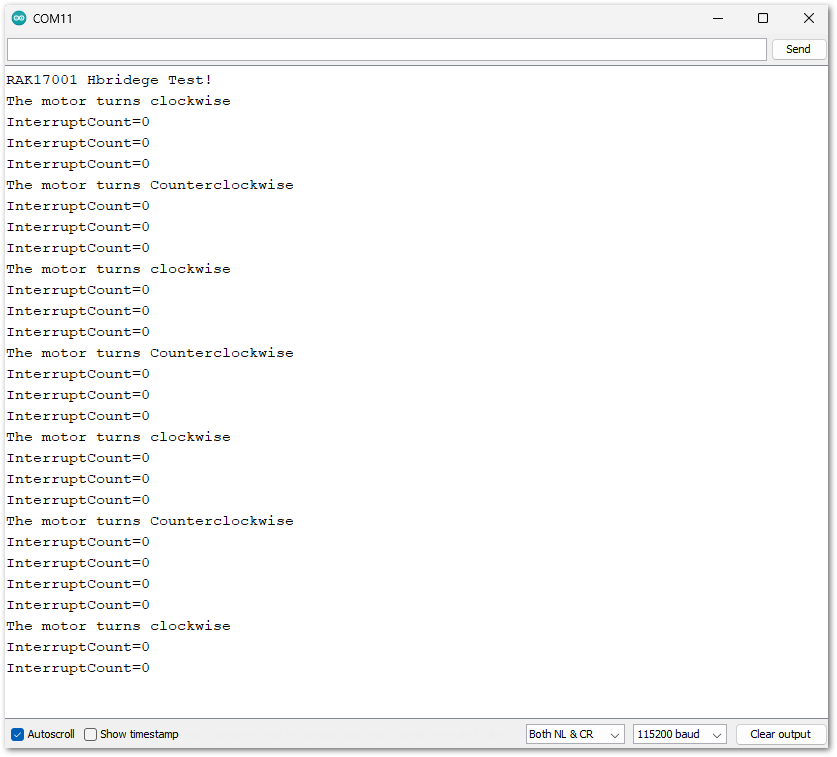 COM11
Send
RAK17001 Hbridege Test!
The motor turns clockwise
InterruptCount=0
InterruptCount=0
InterruptCount=0
The motor turns Counterclockwise
InterruptCount=0
InterruptCount=0
InterruptCount=0
The motor turns clockwise
InterruptCount=0
InterruptCount=0
InterruptCount=0
The motor turns Counterclockwise
InterruptCount=0
InterruptCount=0
InterruptCount=0
The motor turns clockwise
InterruptCount=0
InterruptCount=0
InterruptCount=0
The motor turns Counterclockwise
InterruptCount=0
InterruptCount=0
InterruptCount=0
InterruptCount=0
The motor turns clockwise
InterruptCount=0
InterruptCount=0
Autoscroll Show timestamp Both NL & CR 115200 baud Clear output